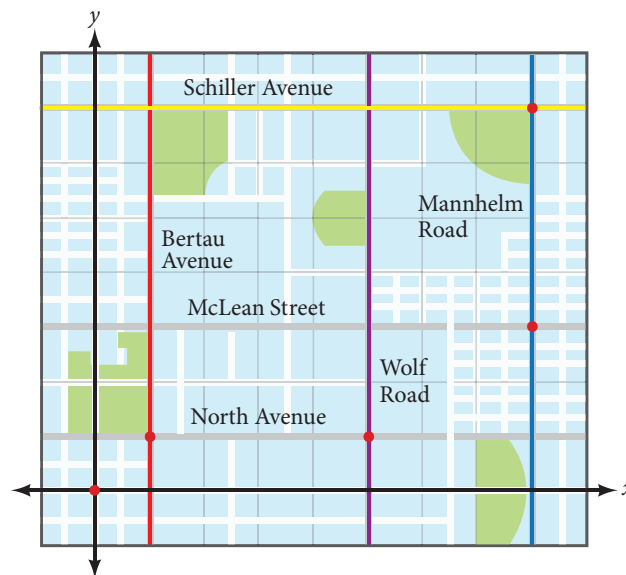 y
Schiller Avenue
Mannhelm
Road
Bertau
Avenue
McLean Street
Wolf
Road
North Avenue
x